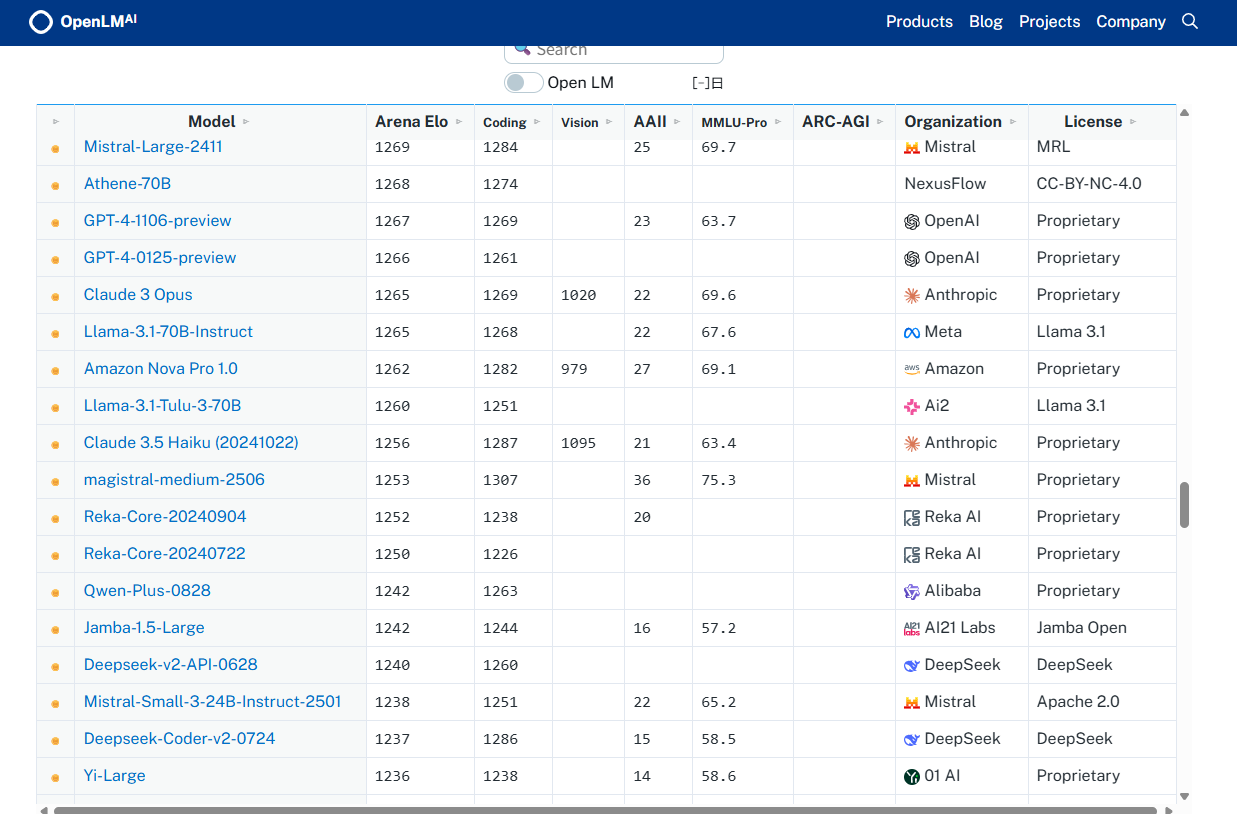 OpenLMAI Products Blog Projects Company
Search
Open LM [-]日
Model Arena Elo Coding Vision AAII MMLU-Pro ARC-AGI Organization License
Mistral-Large-2411 1269 1284 25 69.7 Mistral MRL
Athene-70B 1268 1274 NexusFlow CC-BY-NC-4.0
GPT-4-1106-preview 1267 1269 23 63.7 OpenAI Proprietary
GPT-4-0125-preview 1266 1261 OpenAI Proprietary
Claude 3 Opus 1265 1269 1020 22 69.6 Anthropic Proprietary
Llama-3.1-70B-Instruct 1265 1268 22 67.6 Meta Llama 3.1
Amazon Nova Pro 1.0 1262 1282 979 27 69.1 aws Amazon Proprietary
Llama-3.1-Tulu-3-70B 1260 1251 Ai2 Llama 3.1
Claude 3.5 Haiku (20241022) 1256 1287 1095 21 63.4 Anthropic Proprietary
magistral-medium-2506 1253 1307 36 75.3 Mistral Proprietary
Reka-Core-20240904 1252 1238 20 Reka AI Proprietary
Reka-Core-20240722 1250 1226 Reka AI Proprietary
Qwen-Plus-0828 1242 1263 Alibaba Proprietary
Jamba-1.5-Large 1242 1244 16 57.2 AI21 labs AI21 Labs Jamba Open
Deepseek-v2-API-0628 1240 1260 DeepSeek DeepSeek
Mistral-Small-3-24B-Instruct-2501 1238 1251 22 65.2 Mistral Apache 2.0
Deepseek-Coder-v2-0724 1237 1286 15 58.5 DeepSeek DeepSeek
Yi-Large 1236 1238 14 58.6 Yi 01 AI Proprietary